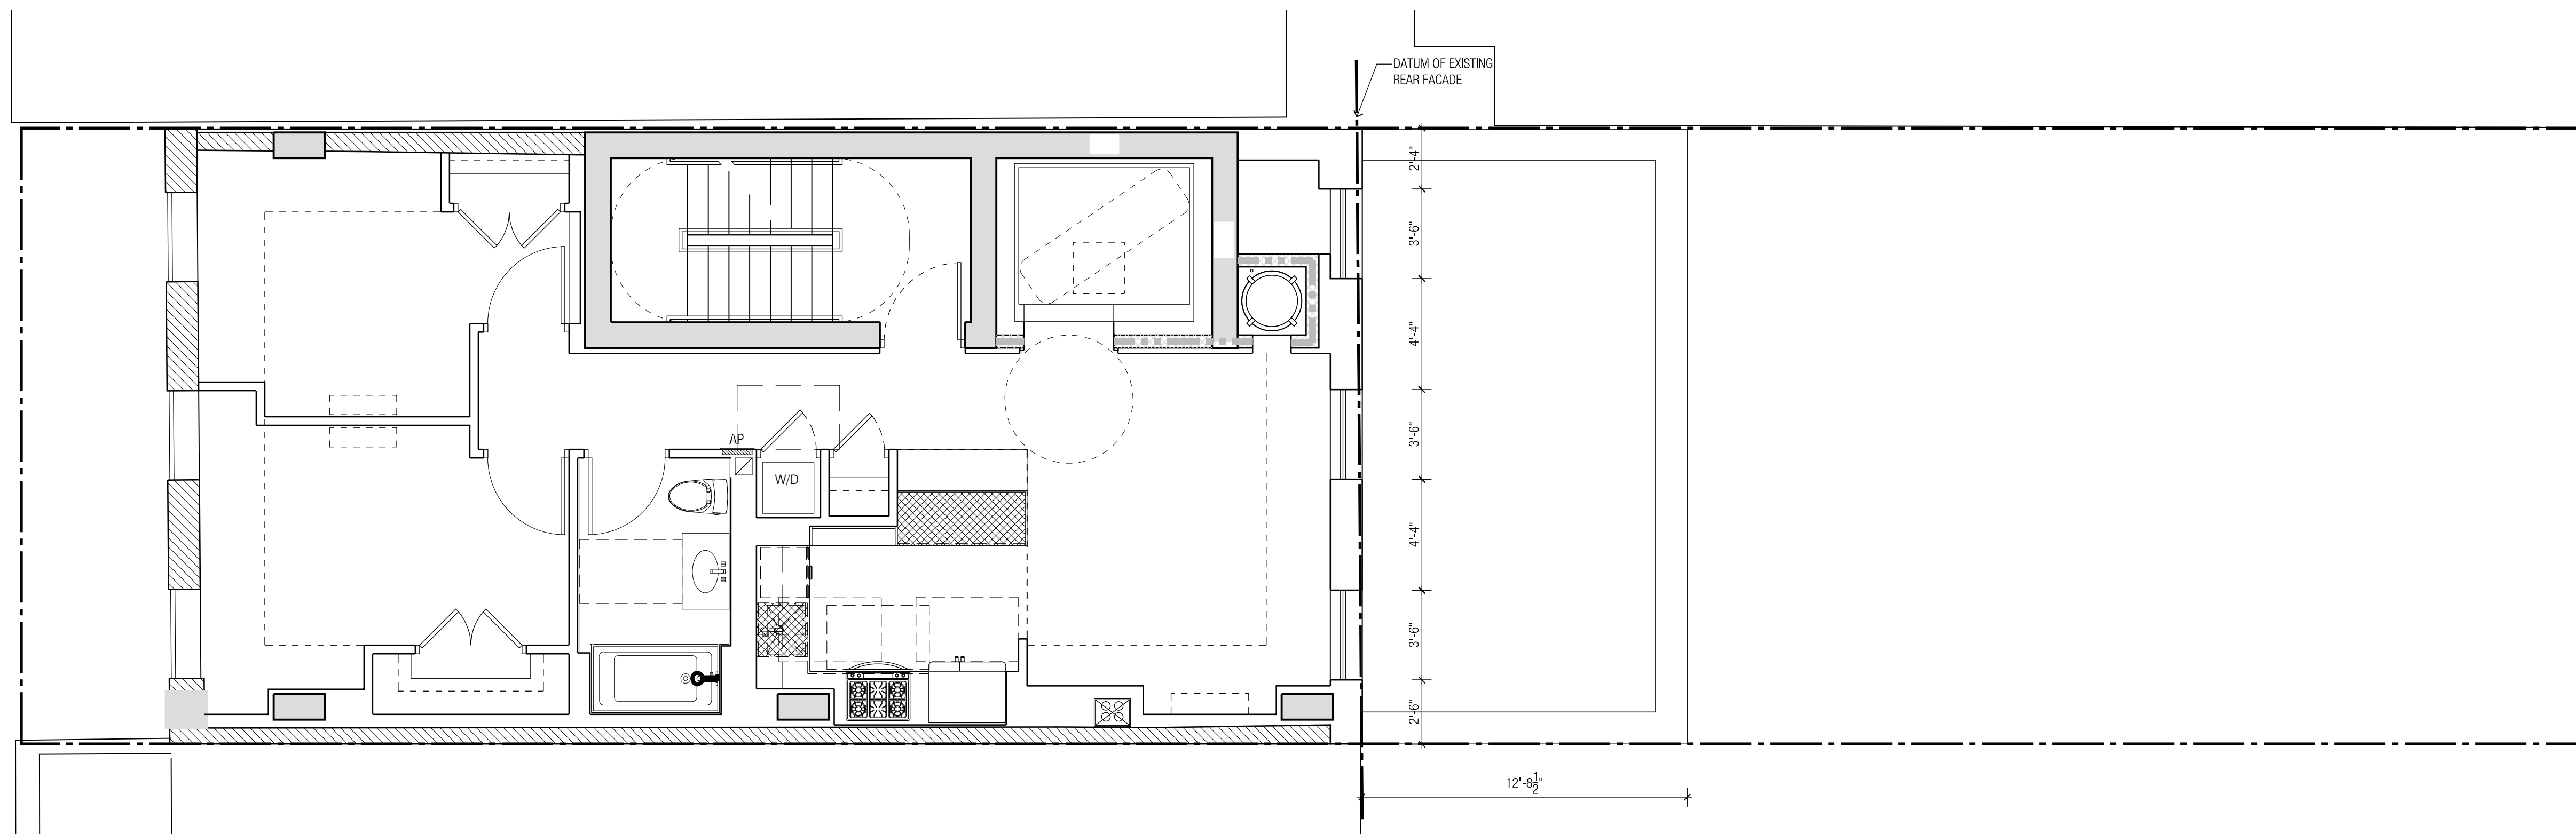 DATUM OF EXISTING
REAR FACADE
2'-4"
3'-6"
4'-4"
3'-6"
4'-4"
3'-6"
2'-6"
AP
W/D
12'-8½"